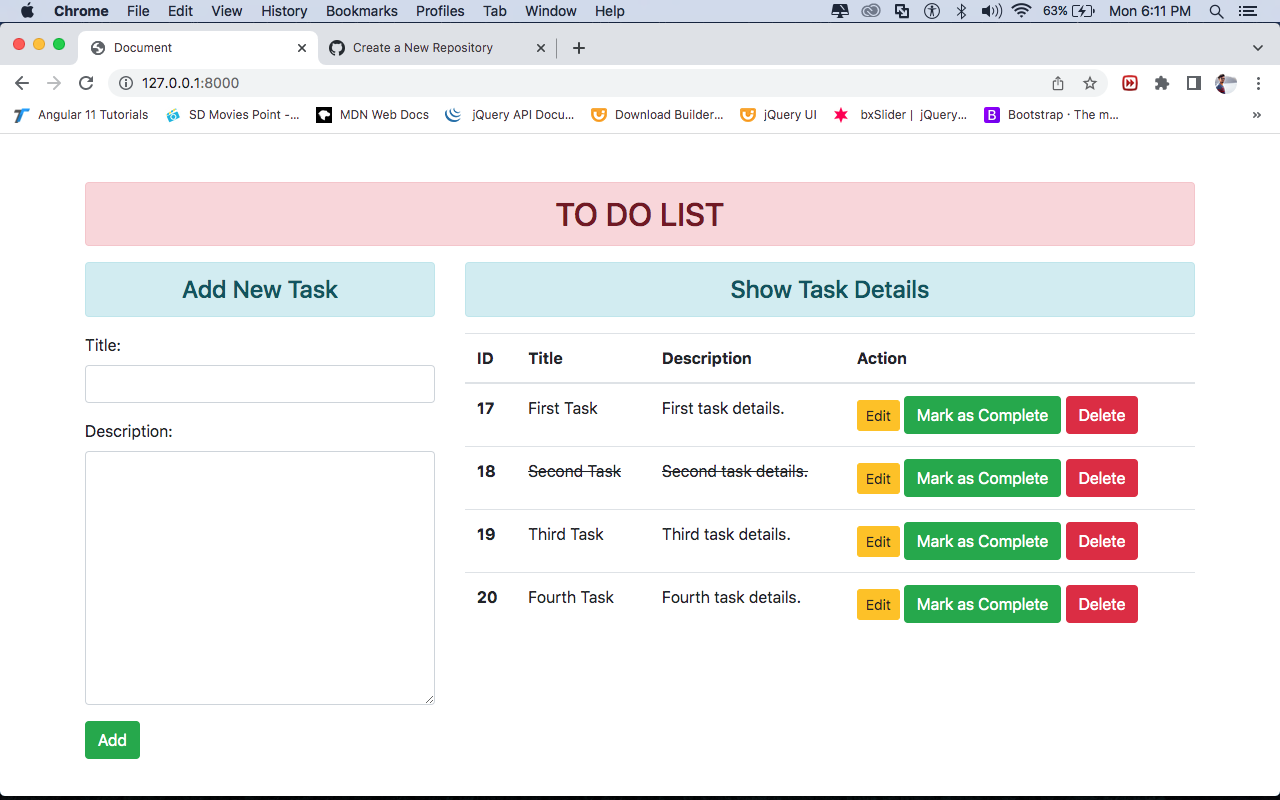 Chrome File Edit View History Bookmarks Profiles Tab Window Help 63% Mon 6:11 PM
Document Create a New Repository
127.0.0.1:8000
Angular 11 Tutorials SD Movies Point -... MDN Web Docs jQuery API Docu... Download Builder... jQuery UI bxSlider | jQuery... B Bootstrap · The m... »
TO DO LIST
Add New Task
Show Task Details
Title:
Description:
Add
ID Title Description Action
17 First Task First task details. Edit Mark as Complete Delete
18 Second Task Second task details. Edit Mark as Complete Delete
19 Third Task Third task details. Edit Mark as Complete Delete
20 Fourth Task Fourth task details. Edit Mark as Complete Delete